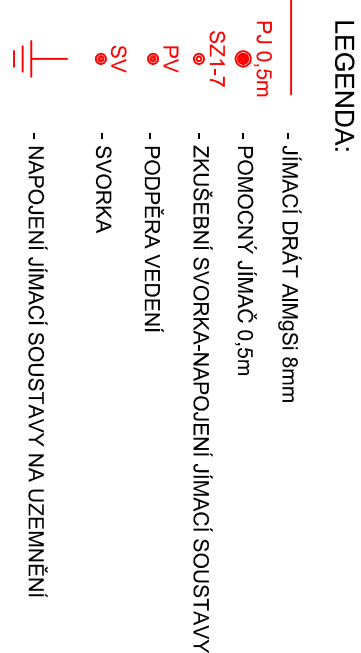 LEGENDA:
- JÍMACÍ DRÁT AlMgSi 8mm
PJ 0,5m - POMOCNÝ JÍMAČ 0,5m
SZ1-7 - ZKUŠEBNÍ SVORKA-NAPOJENÍ JÍMACÍ SOUSTAVY
PV - PODPĚRA VEDENÍ
SV - SVORKA
- NAPOJENÍ JÍMACÍ SOUSTAVY NA UZEMNĚNÍ